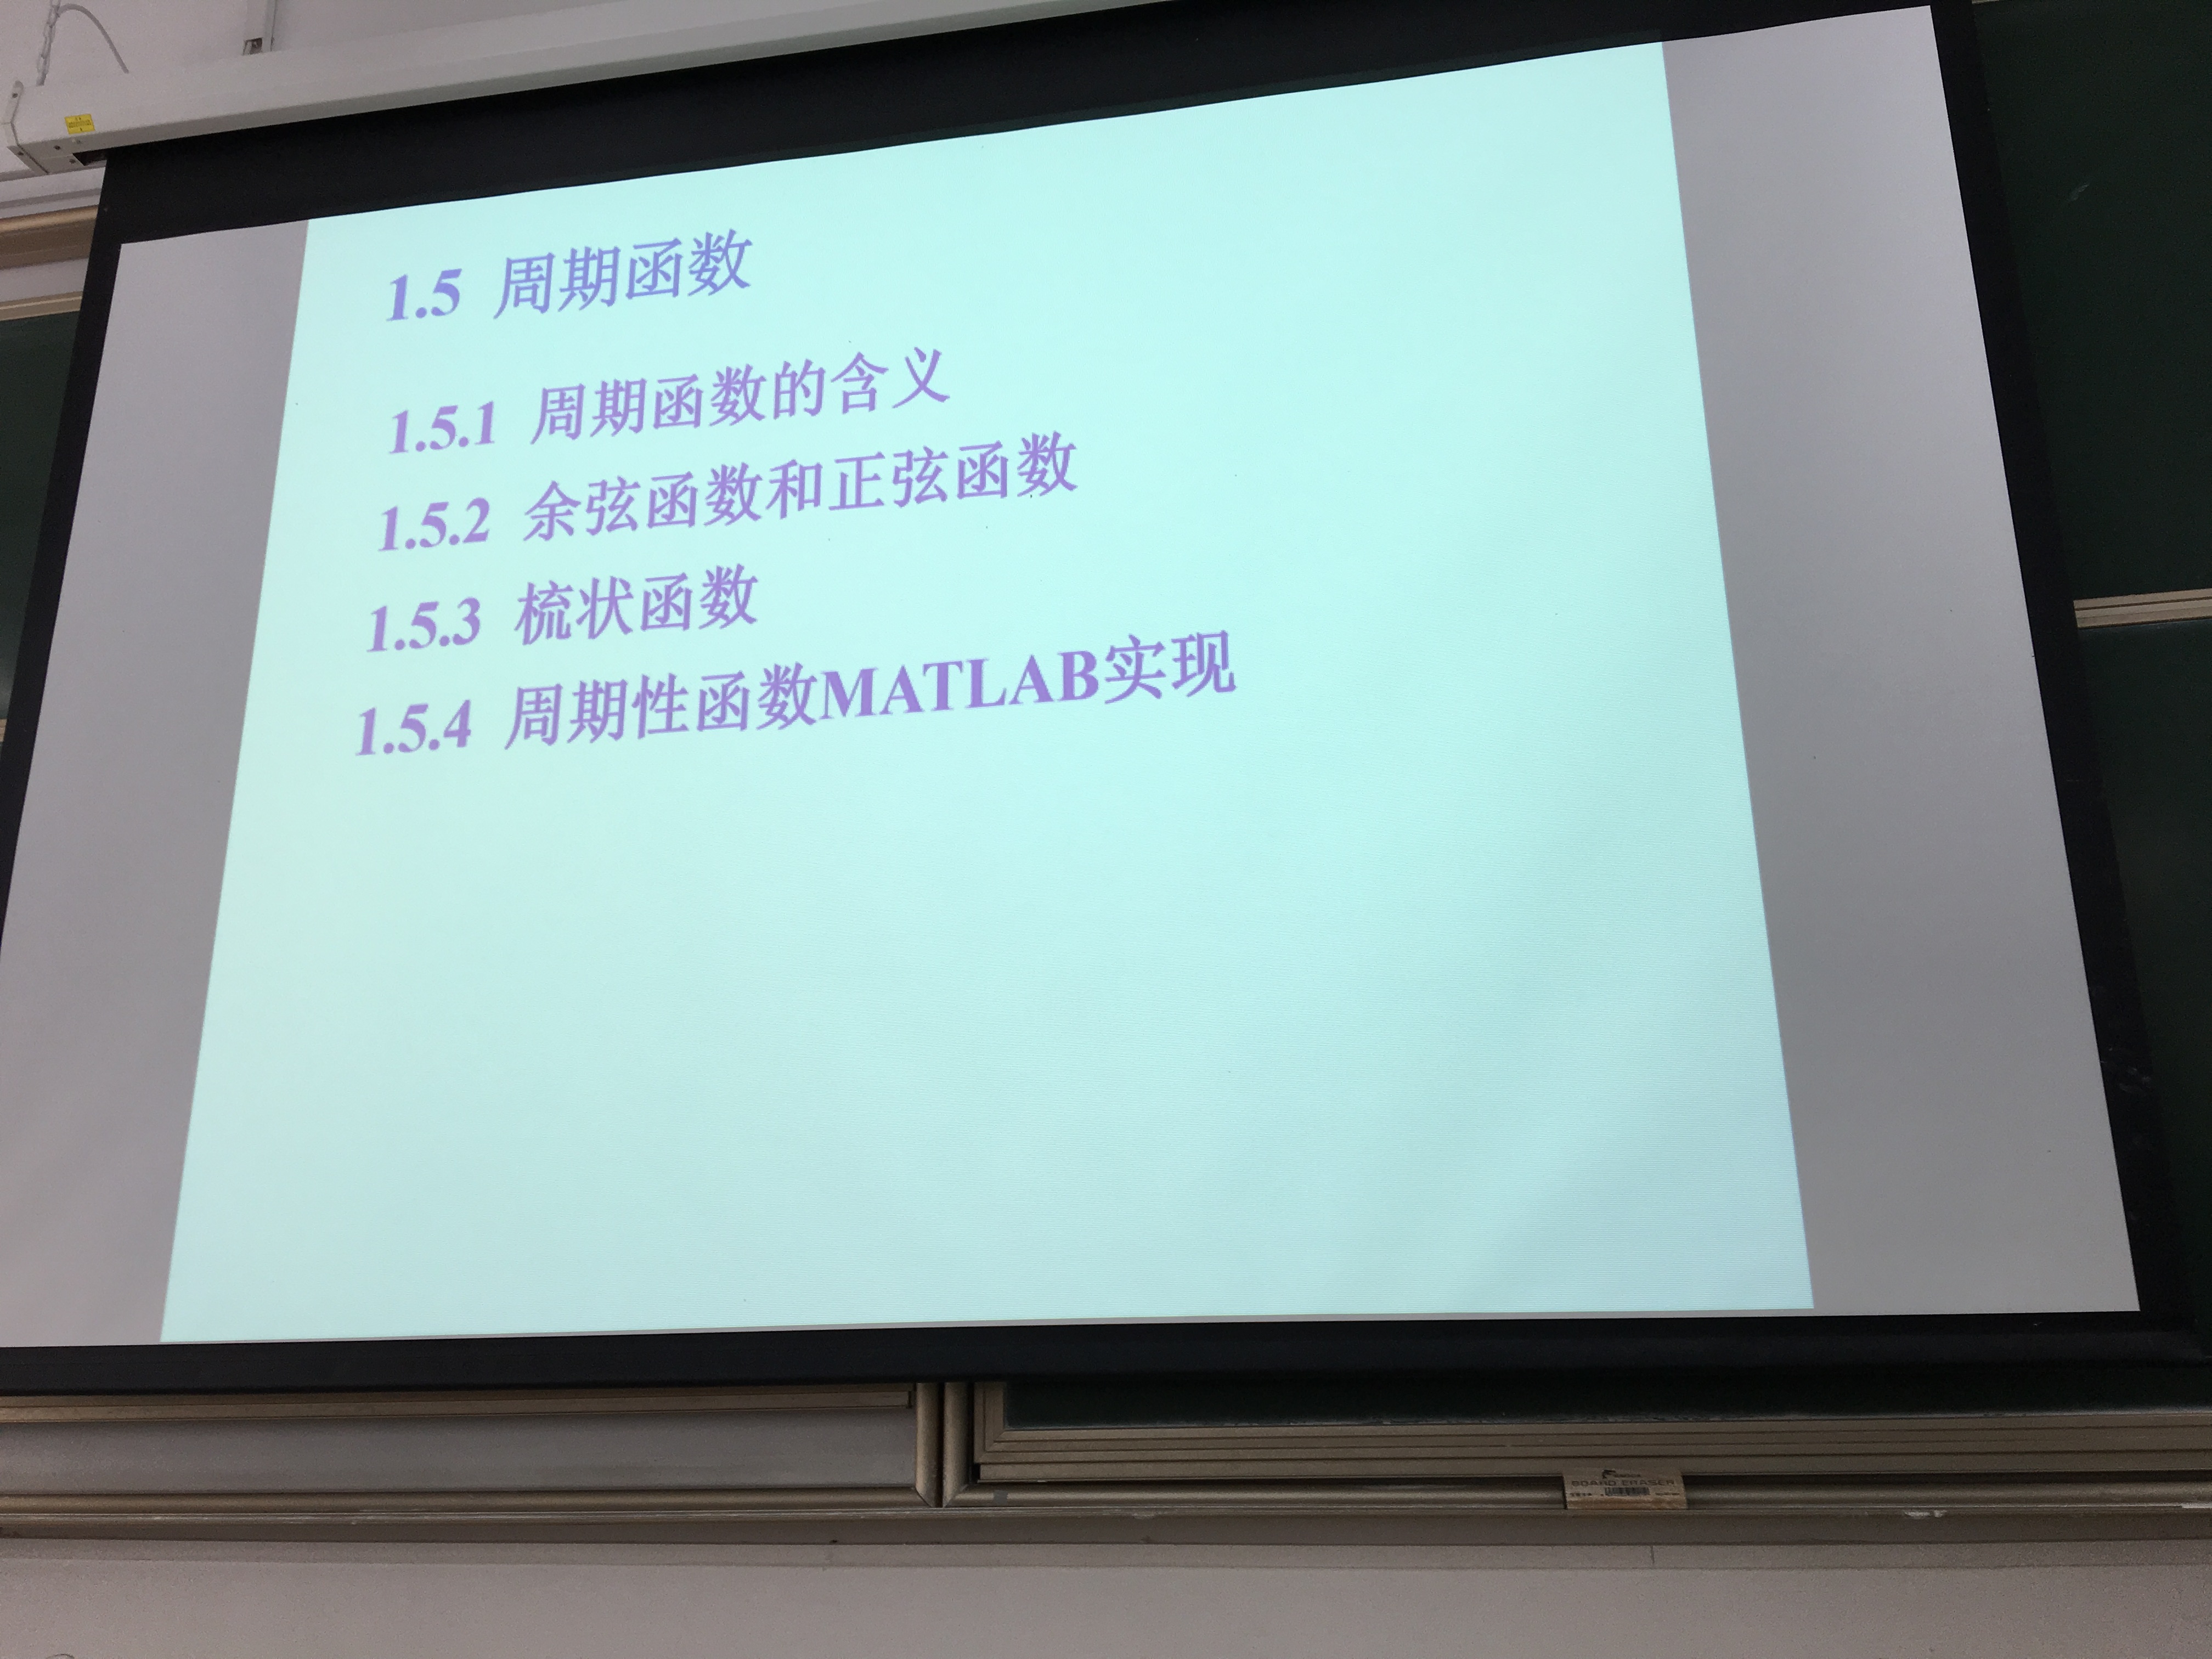 1.5 周期函数
1.5.1 周期函数的含义
1.5.2 余弦函数和正弦函数
1.5.3 梳状函数
1.5.4 周期性函数MATLAB实现
BOARD ERASER